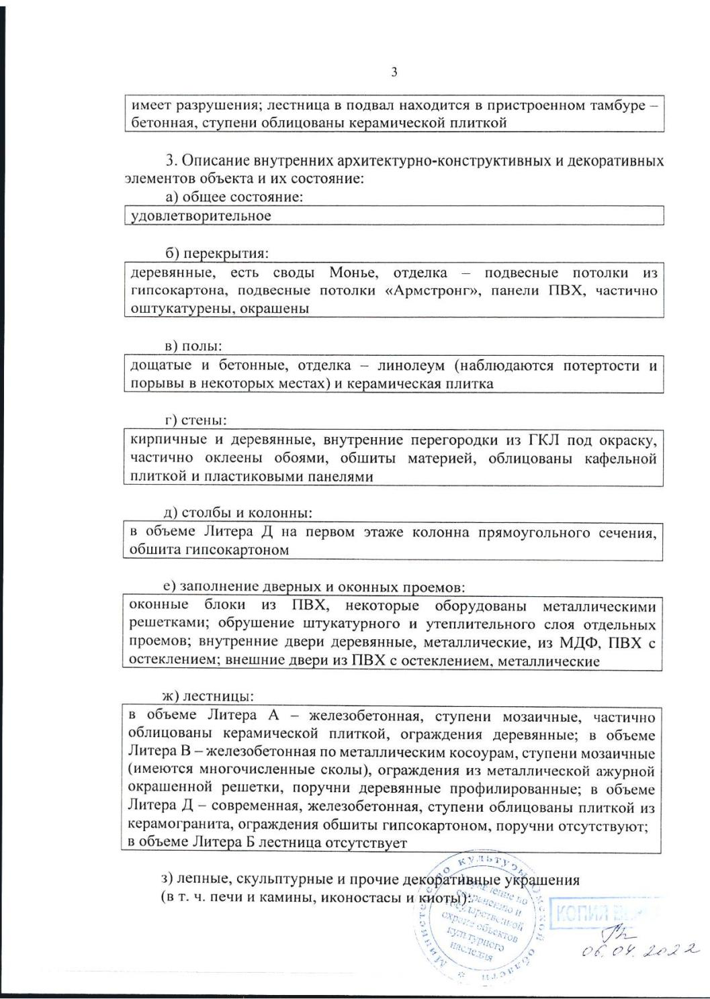 3
имеет разрушения; лестница в подвал находится в пристроенном тамбуре –
бетонная, ступени облицованы керамической плиткой
3. Описание внутренних архитектурно-конструктивных и декоративных
элементов объекта и их состояние:
а) общее состояние:
удовлетворительное
б) перекрытия:
деревянные, есть своды Монье, отделка – подвесные потолки из
гипсокартона, подвесные потолки «Армстронг», панели ПВХ, частично
оштукатурены, окрашены
в) полы:
дощатые и бетонные, отделка – линолеум (наблюдаются потертости и
порывы в некоторых местах) и керамическая плитка
г) стены:
кирпичные и деревянные, внутренние перегородки из ГКЛ под окраску,
частично оклеены обоями, обшиты материей, облицованы кафельной
плиткой и пластиковыми панелями
д) столбы и колонны:
в объеме Литера Д на первом этаже колонна прямоугольного сечения,
обшита гипсокартоном
е) заполнение дверных и оконных проемов:
оконные блоки из ПВХ, некоторые оборудованы металлическими
решетками; обрушение штукатурного и утеплительного слоя отдельных
проемов; внутренние двери деревянные, металлические, из МДФ, ПВХ с
остеклением; внешние двери из ПВХ с остеклением, металлические
ж) лестницы:
в объеме Литера А – железобетонная, ступени мозаичные, частично
облицованы керамической плиткой, ограждения деревянные; в объеме
Литера В – железобетонная по металлическим косоурам, ступени мозаичные
(имеются многочисленные сколы), ограждения из металлической ажурной
окрашенной решетки, поручни деревянные профилированные; в объеме
Литера Д – современная, железобетонная, ступени облицованы плиткой из
керамогранита, ограждения обшиты гипсокартоном, поручни отсутствуют;
в объеме Литера Б лестница отсутствует
з) лепные, скульптурные и прочие декоративные украшения
(в т. ч. печи и камины, иконостасы и киоты):
Министерство культуры Омской области *
Управление по
сохранению и
государственной
охране объектов
культурного
наследия
КОПИЯ
06.04.2022